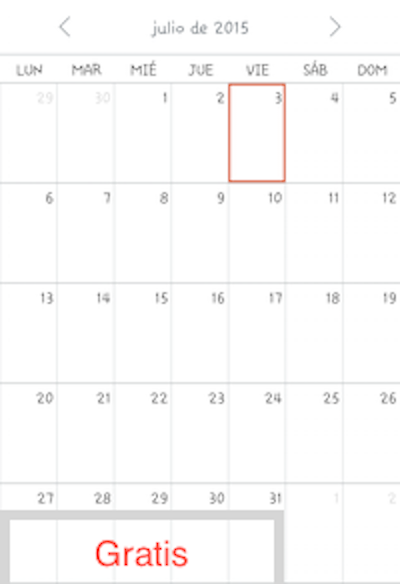 julio de 2015
LUN MAR MIÉ JUE VIE SÁB DOM
29 30 1 2 3 4 5
6 7 8 9 10 11 12
13 14 15 16 17 18 19
20 21 22 23 24 25 26
27 28 29 30 31 1 2
Gratis